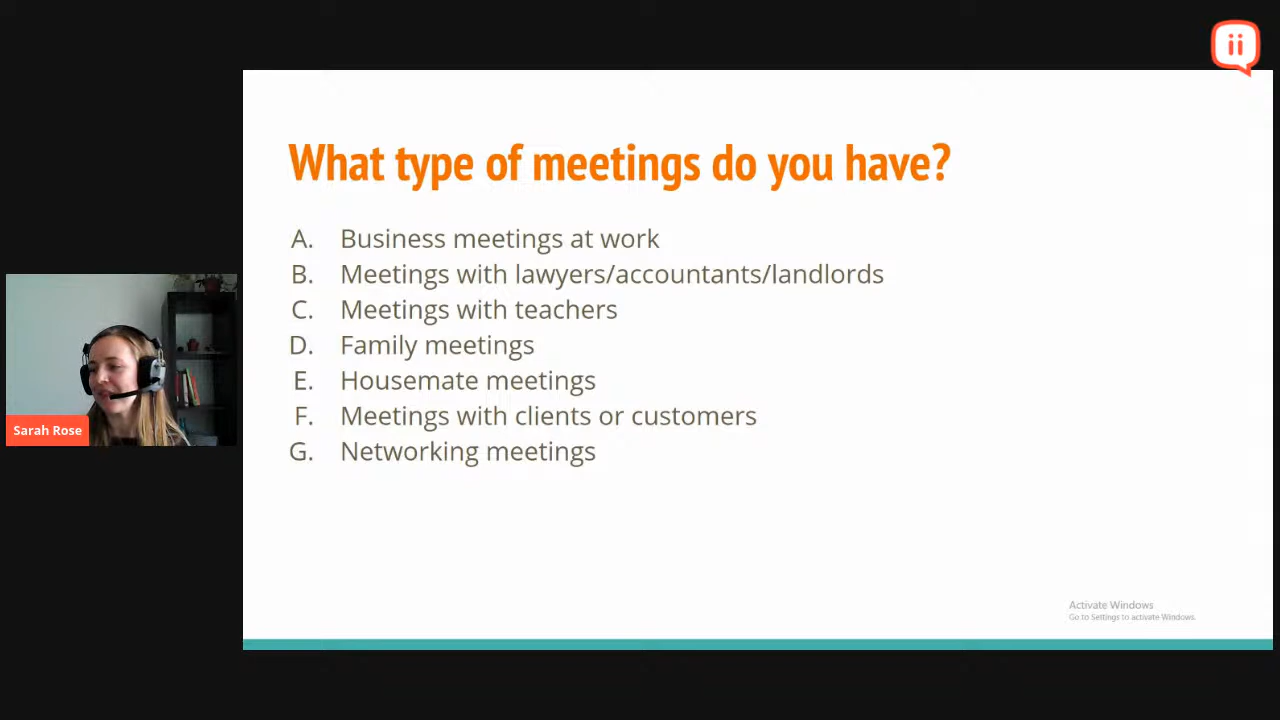 What type of meetings do you have?
A. Business meetings at work
B. Meetings with lawyers/accountants/landlords
C. Meetings with teachers
D. Family meetings
E. Housemate meetings
F. Meetings with clients or customers
G. Networking meetings
Sarah Rose
Activate Windows
Go to Settings to activate Windows.